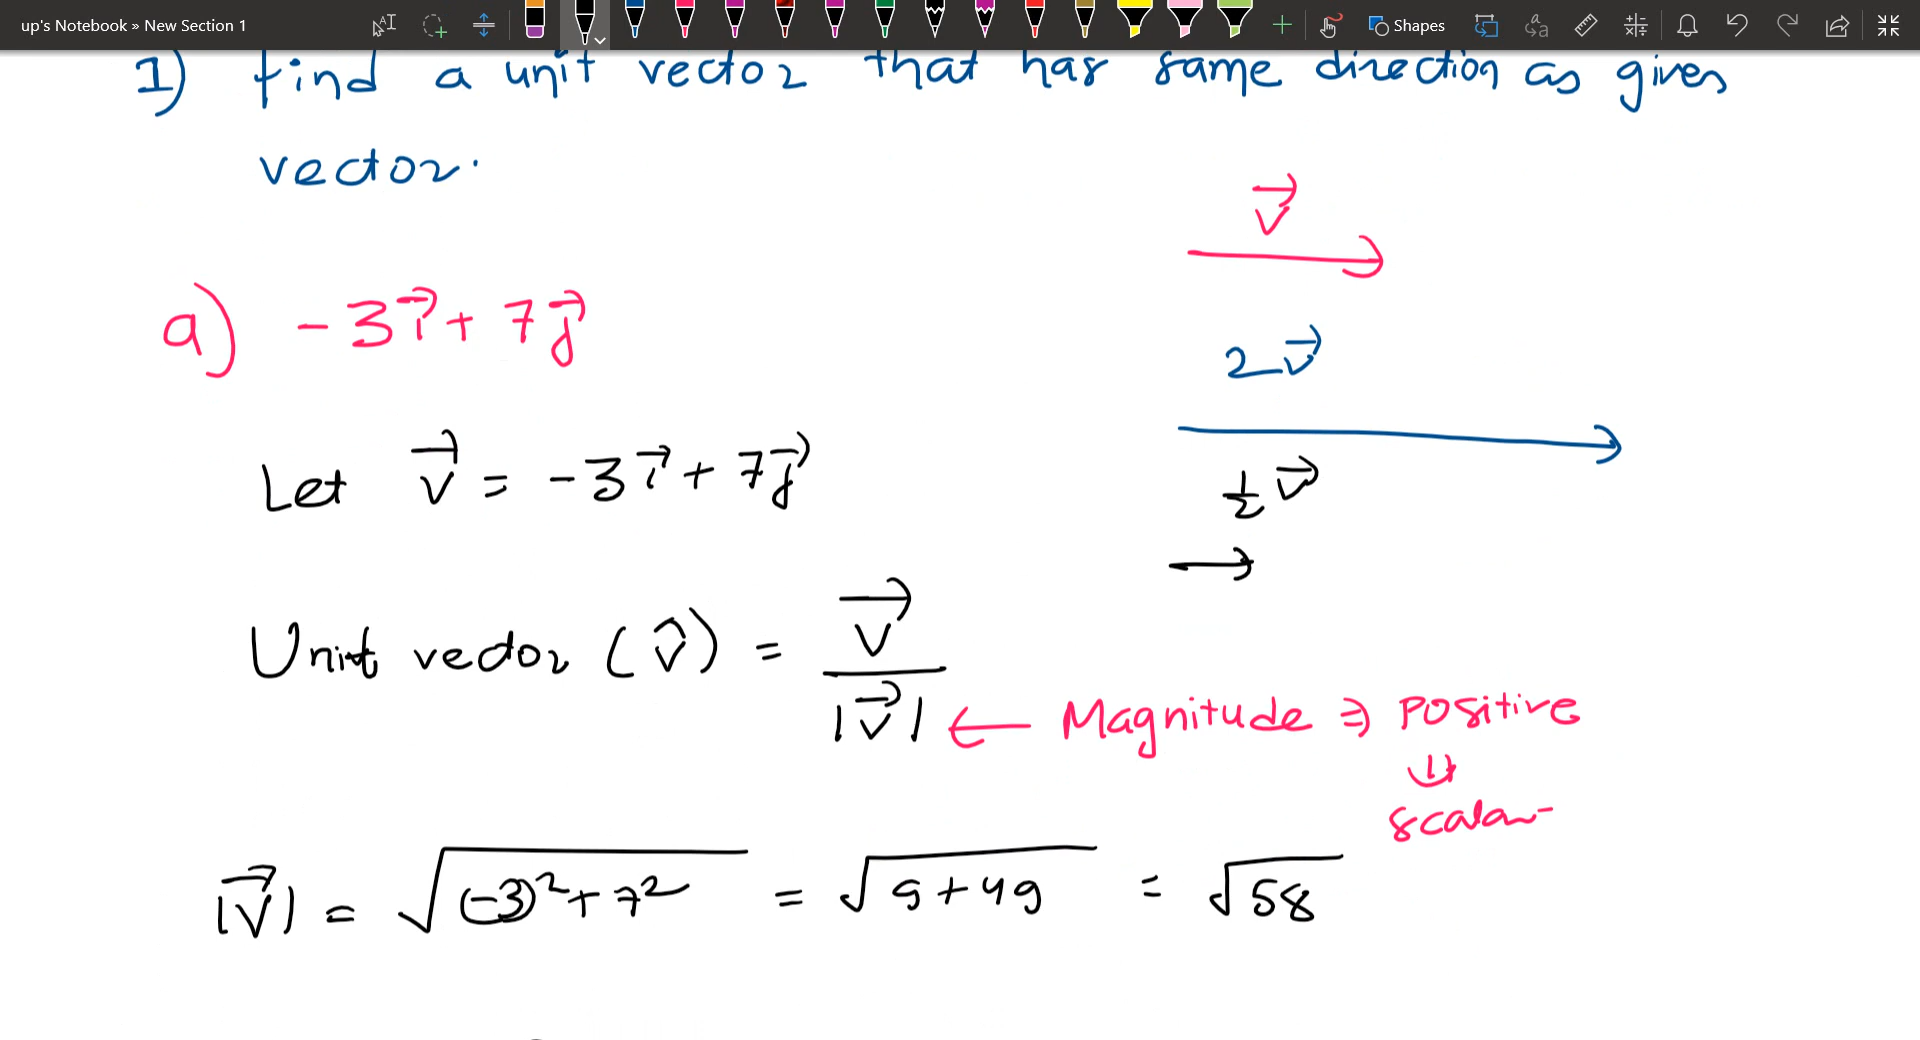 up's Notebook » New Section 1
Shapes
1) find a unit vector that has same direction as given
vector.
a) -3i⃗ + 7j⃗
Let v⃗ = -3i⃗ + 7j⃗
Unit vector (v̂) = v⃗ / |v⃗| ← Magnitude ⇒ positive
⇓
scalar
|v⃗| = √((-3)² + 7²) = √(9 + 49) = √58
v⃗
2v⃗
½ v⃗